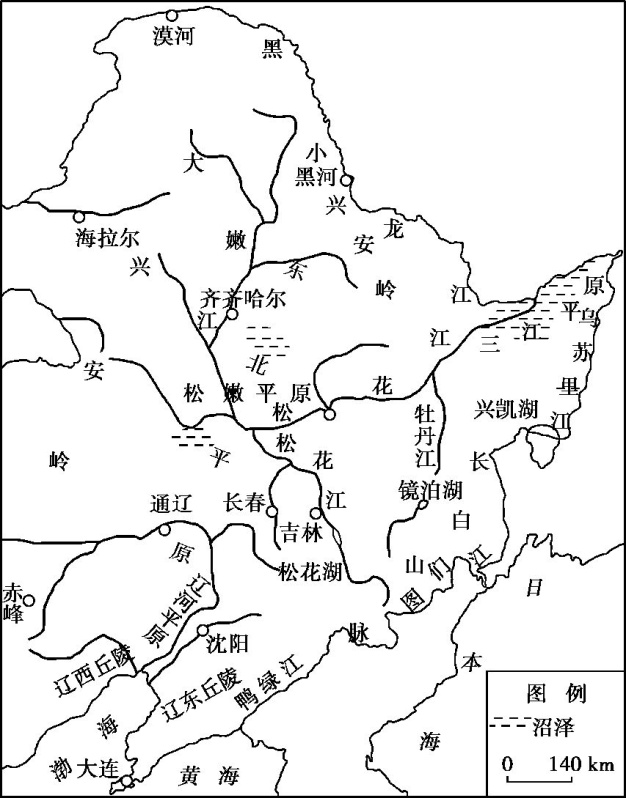 漠河
黑龙江
大兴安岭
小兴安岭
黑河
海拉尔
嫩江
齐齐哈尔
东北平原
松嫩平原
松花江
三江平原
乌苏里江
兴凯湖
牡丹江
镜泊湖
长白山脉
松花江
长春
吉林
松花湖
通辽
赤峰
辽河平原
沈阳
辽西丘陵
辽东丘陵
鸭绿江
图们江
日本海
渤海
大连
黄海
图例
沼泽
0 140 km